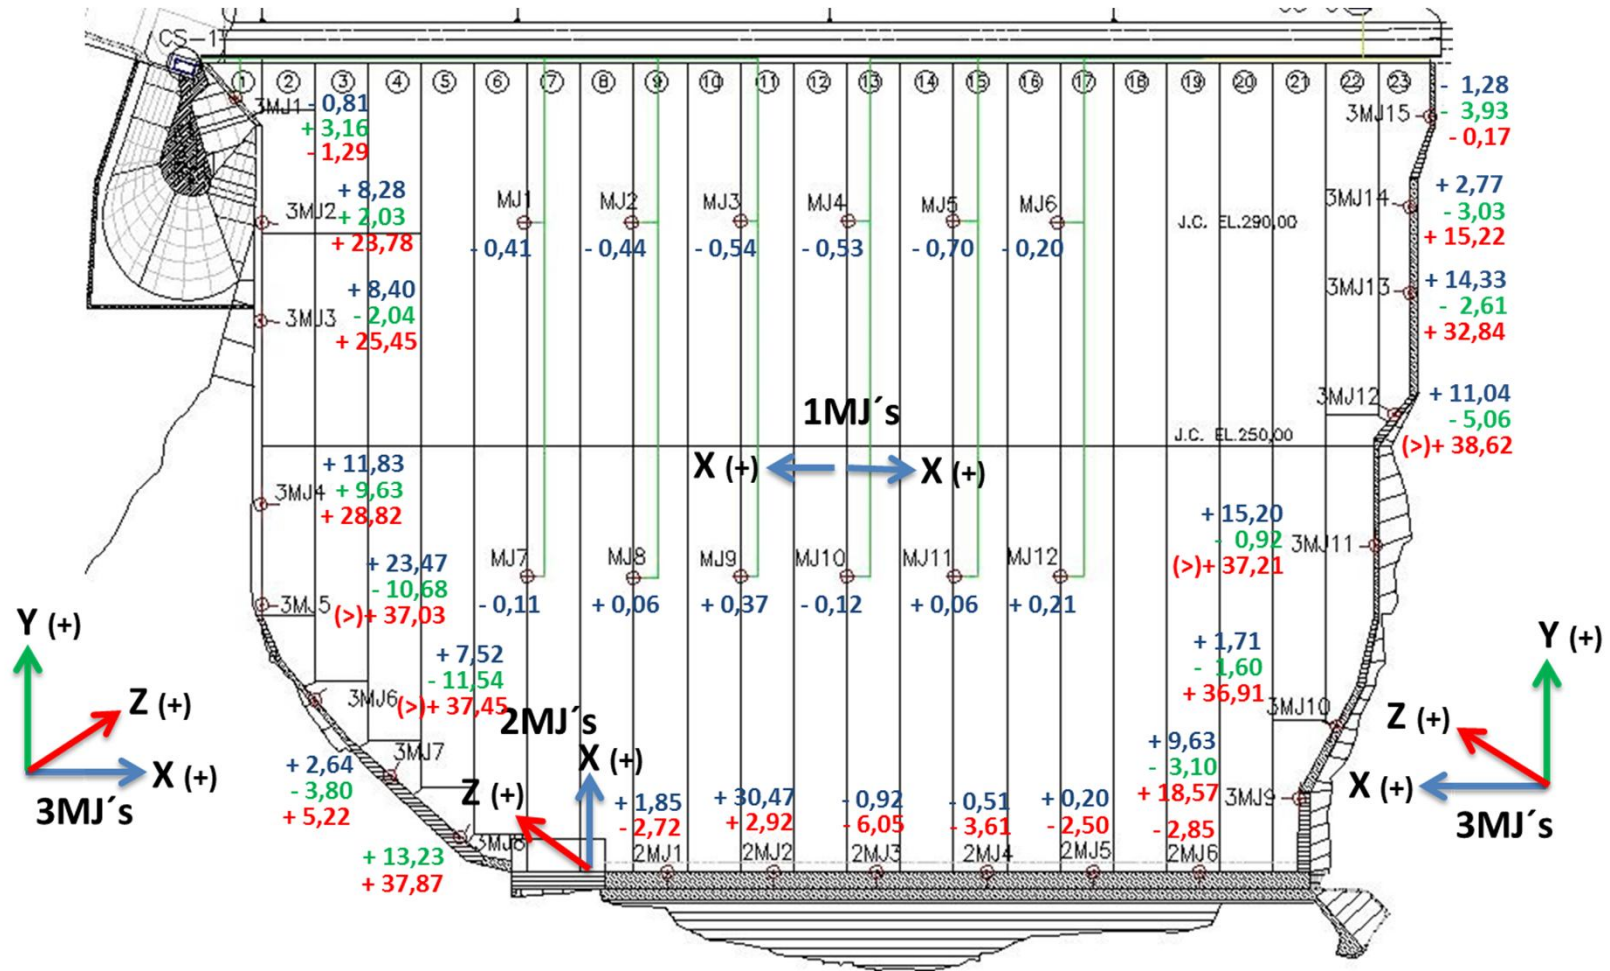 CS-1
1 2 3 4 5 6 7 8 9 10 11 12 13 14 15 16 17 18 19 20 21 22 23
3MJ1
- 0,81
+ 3,16
- 1,29
3MJ2
+ 8,28
+ 2,03
+ 23,78
3MJ3
+ 8,40
- 2,04
+ 25,45
MJ1
- 0,41
MJ2
- 0,44
MJ3
- 0,54
MJ4
- 0,53
MJ5
- 0,70
MJ6
- 0,20
J.C. EL.290,00
3MJ15
- 1,28
- 3,93
- 0,17
3MJ14
+ 2,77
- 3,03
+ 15,22
3MJ13
+ 14,33
- 2,61
+ 32,84
3MJ12
+ 11,04
- 5,06
(>)+ 38,62
1MJ´s
J.C. EL.250,00
X (+)
X (+)
3MJ4
+ 11,83
+ 9,63
+ 28,82
3MJ5
+ 23,47
- 10,68
(>)+ 37,03
MJ7
- 0,11
MJ8
+ 0,06
MJ9
+ 0,37
MJ10
- 0,12
MJ11
+ 0,06
MJ12
+ 0,21
3MJ11
+ 15,20
- 0,92
(>)+ 37,21
3MJ6
+ 7,52
- 11,54
(>)+ 37,45
3MJ10
+ 1,71
- 1,60
+ 36,91
Y (+)
Z (+)
X (+)
3MJ´s
3MJ7
+ 2,64
- 3,80
+ 5,22
3MJ8
+ 13,23
+ 37,87
2MJ´s
X (+)
Z (+)
+ 1,85
- 2,72
2MJ1
+ 30,47
+ 2,92
2MJ2
- 0,92
- 6,05
2MJ3
- 0,51
- 3,61
2MJ4
+ 0,20
- 2,50
2MJ5
- 2,85
2MJ6
3MJ9
+ 9,63
- 3,10
+ 18,57
Y (+)
Z (+)
X (+)
3MJ´s